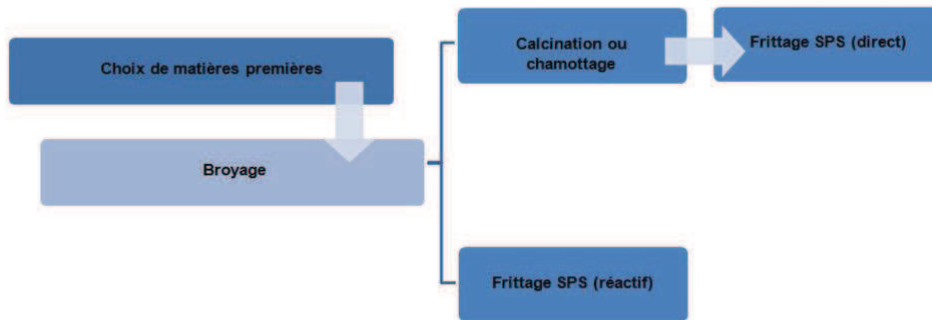 Choix de matières premières
Broyage
Calcination ou
chamottage
Frittage SPS (direct)
Frittage SPS (réactif)